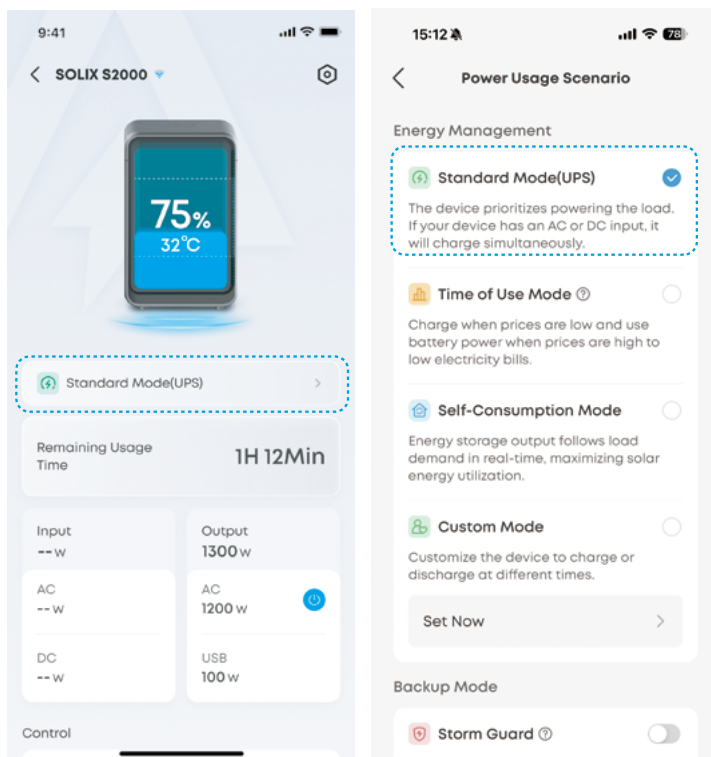 9:41
SOLIX S2000
75%
32°C
Standard Mode(UPS)
Remaining Usage
Time
1H 12Min
Input
-- w
Output
1300 w
AC
-- w
AC
1200 w
DC
-- w
USB
100 w
Control
15:12
78
Power Usage Scenario
Energy Management
Standard Mode(UPS)
The device prioritizes powering the load.
If your device has an AC or DC input, it
will charge simultaneously.
Time of Use Mode ?
Charge when prices are low and use
battery power when prices are high to
low electricity bills.
Self-Consumption Mode
Energy storage output follows load
demand in real-time, maximizing solar
energy utilization.
Custom Mode
Customize the device to charge or
discharge at different times.
Set Now
Backup Mode
Storm Guard ?